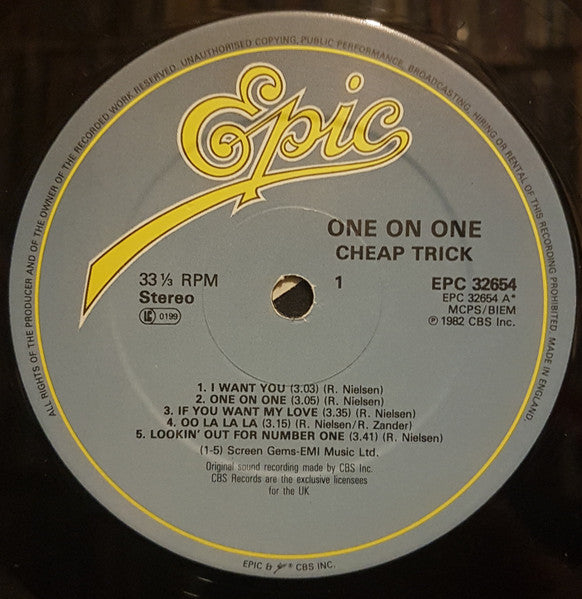 ALL RIGHTS OF THE PRODUCER AND OF THE OWNER OF THE RECORDED WORK RESERVED. UNAUTHORISED COPYING, PUBLIC PERFORMANCE, BROADCASTING, HIRING OR RENTAL OF THIS RECORDING PROHIBITED. MADE IN ENGLAND.
Epic
ONE ON ONE
CHEAP TRICK
33 ⅓ RPM
Stereo
LC 0199
1
EPC 32654
EPC 32654 A*
MCPS/BIEM
℗ 1982 CBS Inc.
1. I WANT YOU (3.03) (R. Nielsen)
2. ONE ON ONE (3.05) (R. Nielsen)
3. IF YOU WANT MY LOVE (3.35) (R. Nielsen)
4. OO LA LA LA (3.15) (R. Nielsen/R. Zander)
5. LOOKIN' OUT FOR NUMBER ONE (3.41) (R. Nielsen)
(1-5) Screen Gems-EMI Music Ltd.
Original sound recording made by CBS Inc.
CBS Records are the exclusive licensees
for the UK
EPIC & Epic ® CBS INC.